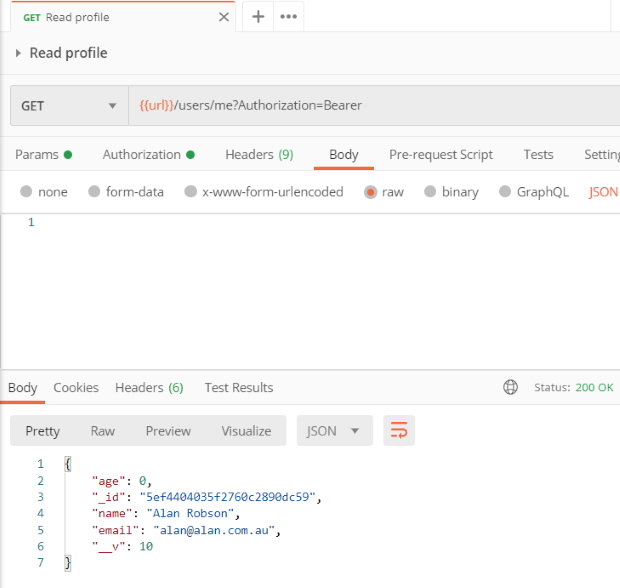 GET Read profile
Read profile
GET {{url}}/users/me?Authorization=Bearer
Params Authorization Headers (9) Body Pre-request Script Tests Setting
none form-data x-www-form-urlencoded raw binary GraphQL JSON
1
Body Cookies Headers (6) Test Results Status: 200 OK
Pretty Raw Preview Visualize JSON
1 {
2 "age": 0,
3 "_id": "5ef4404035f2760c2890dc59",
4 "name": "Alan Robson",
5 "email": "alan@alan.com.au",
6 "__v": 10
7 }